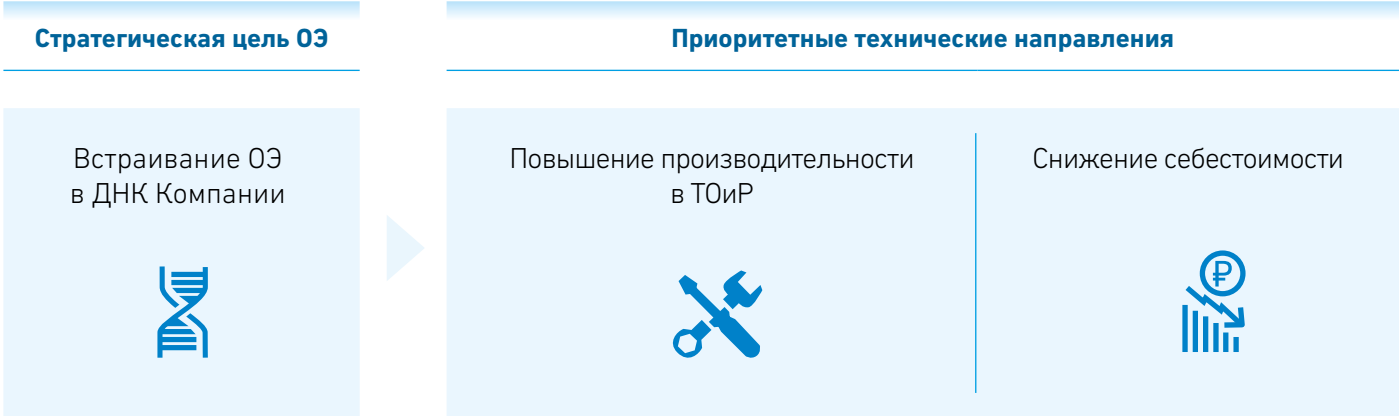 Стратегическая цель ОЭ
Приоритетные технические направления
Встраивание ОЭ
в ДНК Компании
Повышение производительности
в ТОиР
Снижение себестоимости
₽